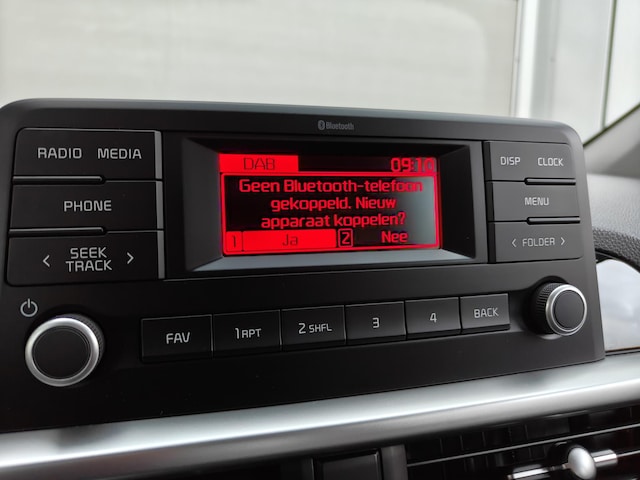 Bluetooth
RADIO MEDIA
PHONE
< SEEK TRACK >
DAB 09:10
Geen Bluetooth-telefoon
gekoppeld. Nieuw
apparaat koppelen?
1 Ja 2 Nee
DISP CLOCK
MENU
< FOLDER >
FAV 1 RPT 2 SHFL 3 4 BACK